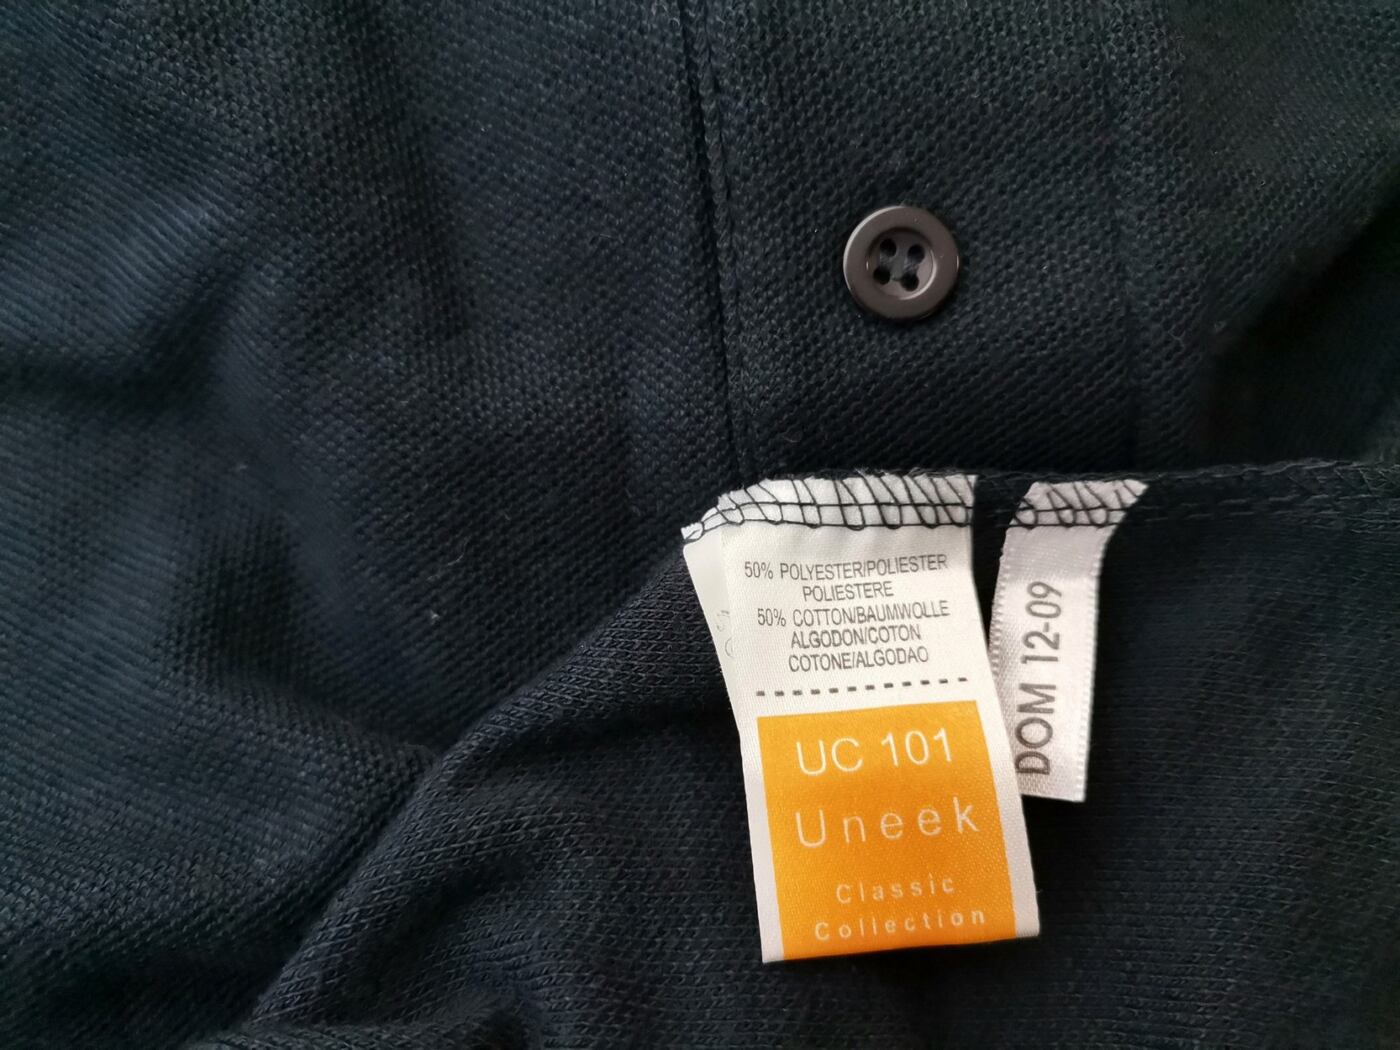 50% POLYESTER/POLIESTER
POLIESTERE
50% COTTON/BAUMWOLLE
ALGODON/COTON
COTONE/ALGODAO
UC 101
Uneek
Classic
Collection
DOM 12-09